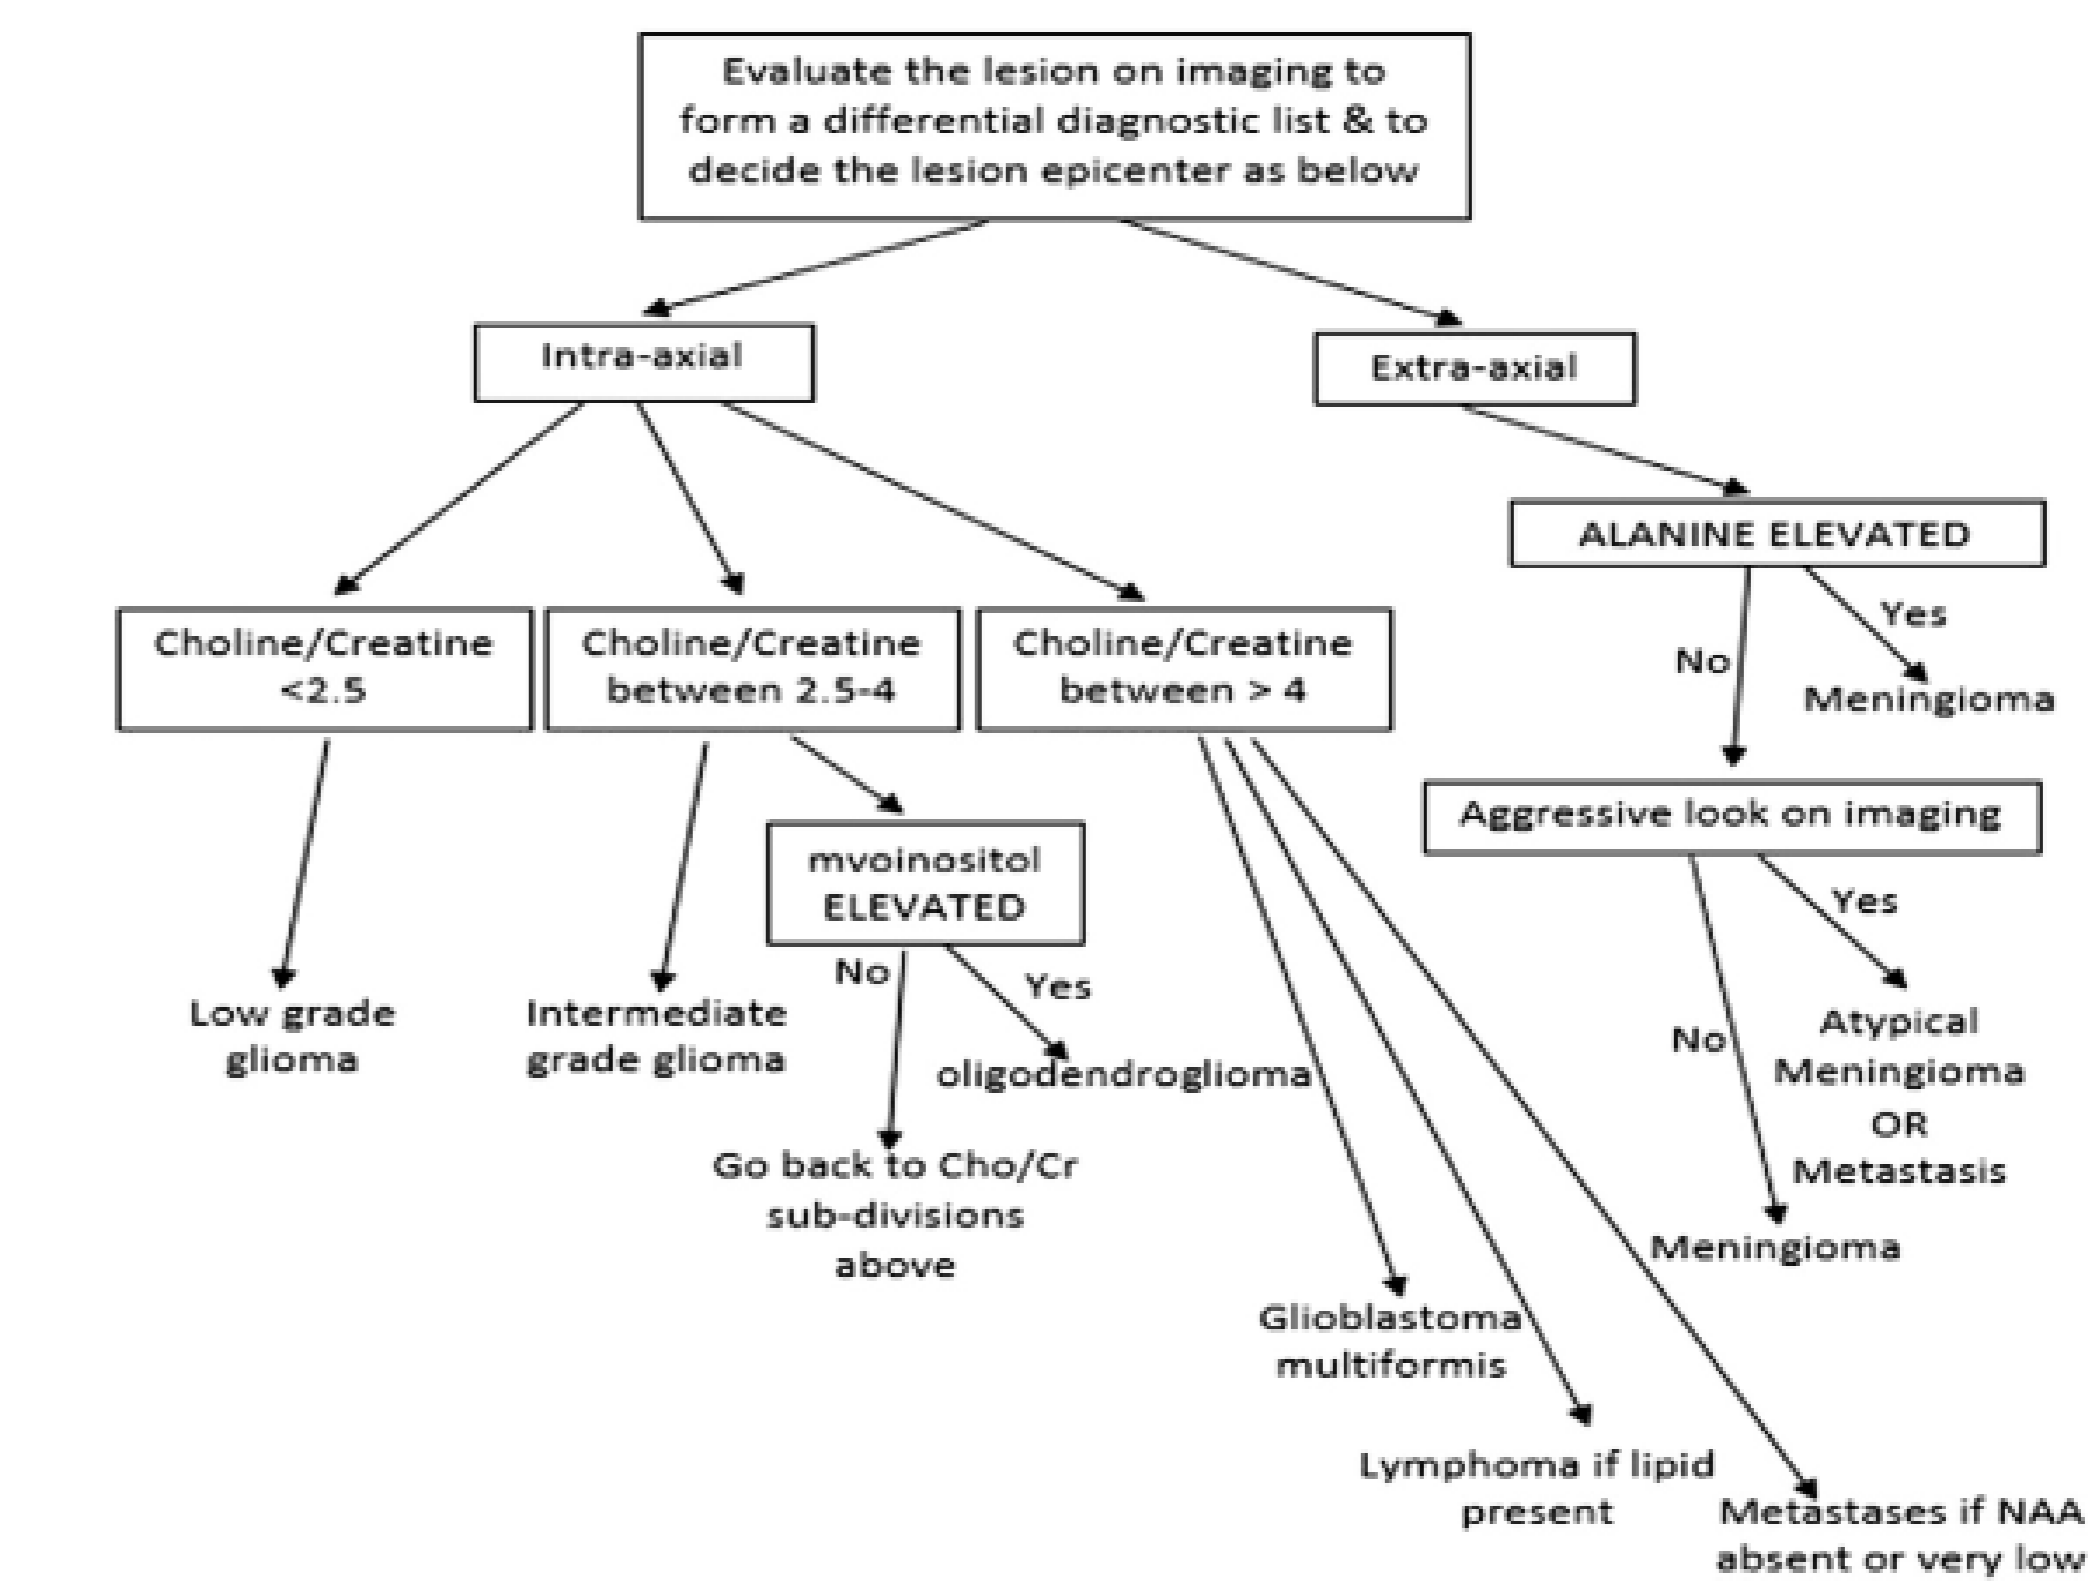 Evaluate the lesion on imaging to
form a differential diagnostic list & to
decide the lesion epicenter as below
Intra-axial
Extra-axial
ALANINE ELEVATED
Yes
No
Meningioma
Choline/Creatine
<2.5
Choline/Creatine
between 2.5-4
Choline/Creatine
between > 4
Aggressive look on imaging
mvoinositol
ELEVATED
Yes
No
Yes
Low grade
glioma
Intermediate
grade glioma
oligodendroglioma
No
Atypical
Meningioma
OR
Metastasis
Go back to Cho/Cr
sub-divisions
above
Meningioma
Glioblastoma
multiformis
Lymphoma if lipid
present
Metastases if NAA
absent or very low